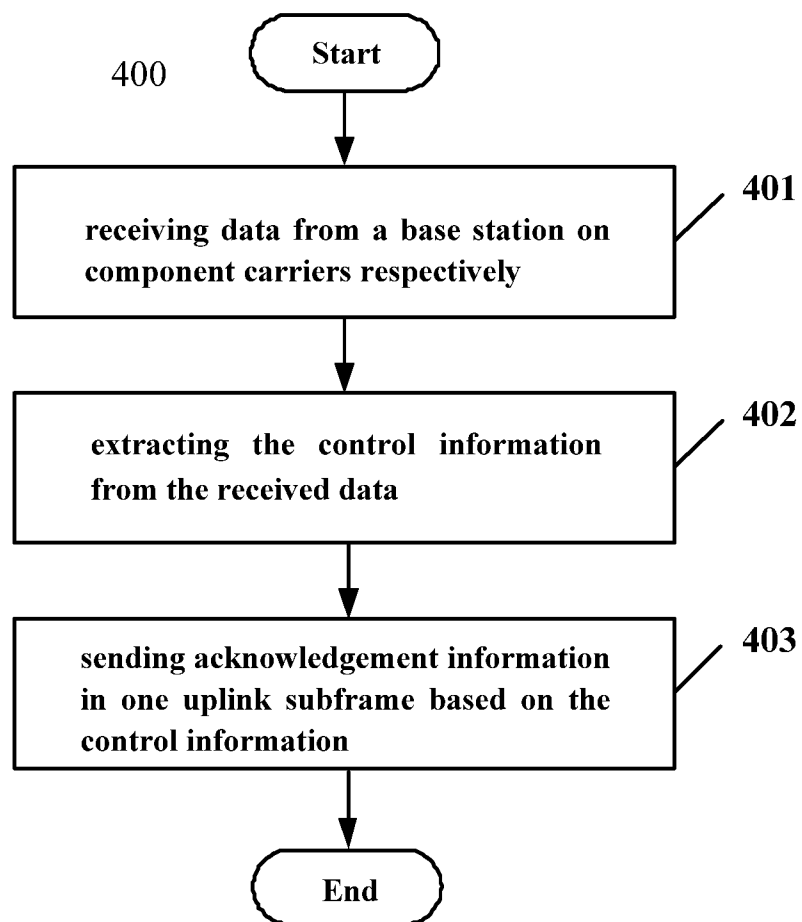 Start
400
401
receiving data from a base station on
component carriers respectively
402
extracting the control information
from the received data
403
sending acknowledgement information
in one uplink subframe based on the
control information
End